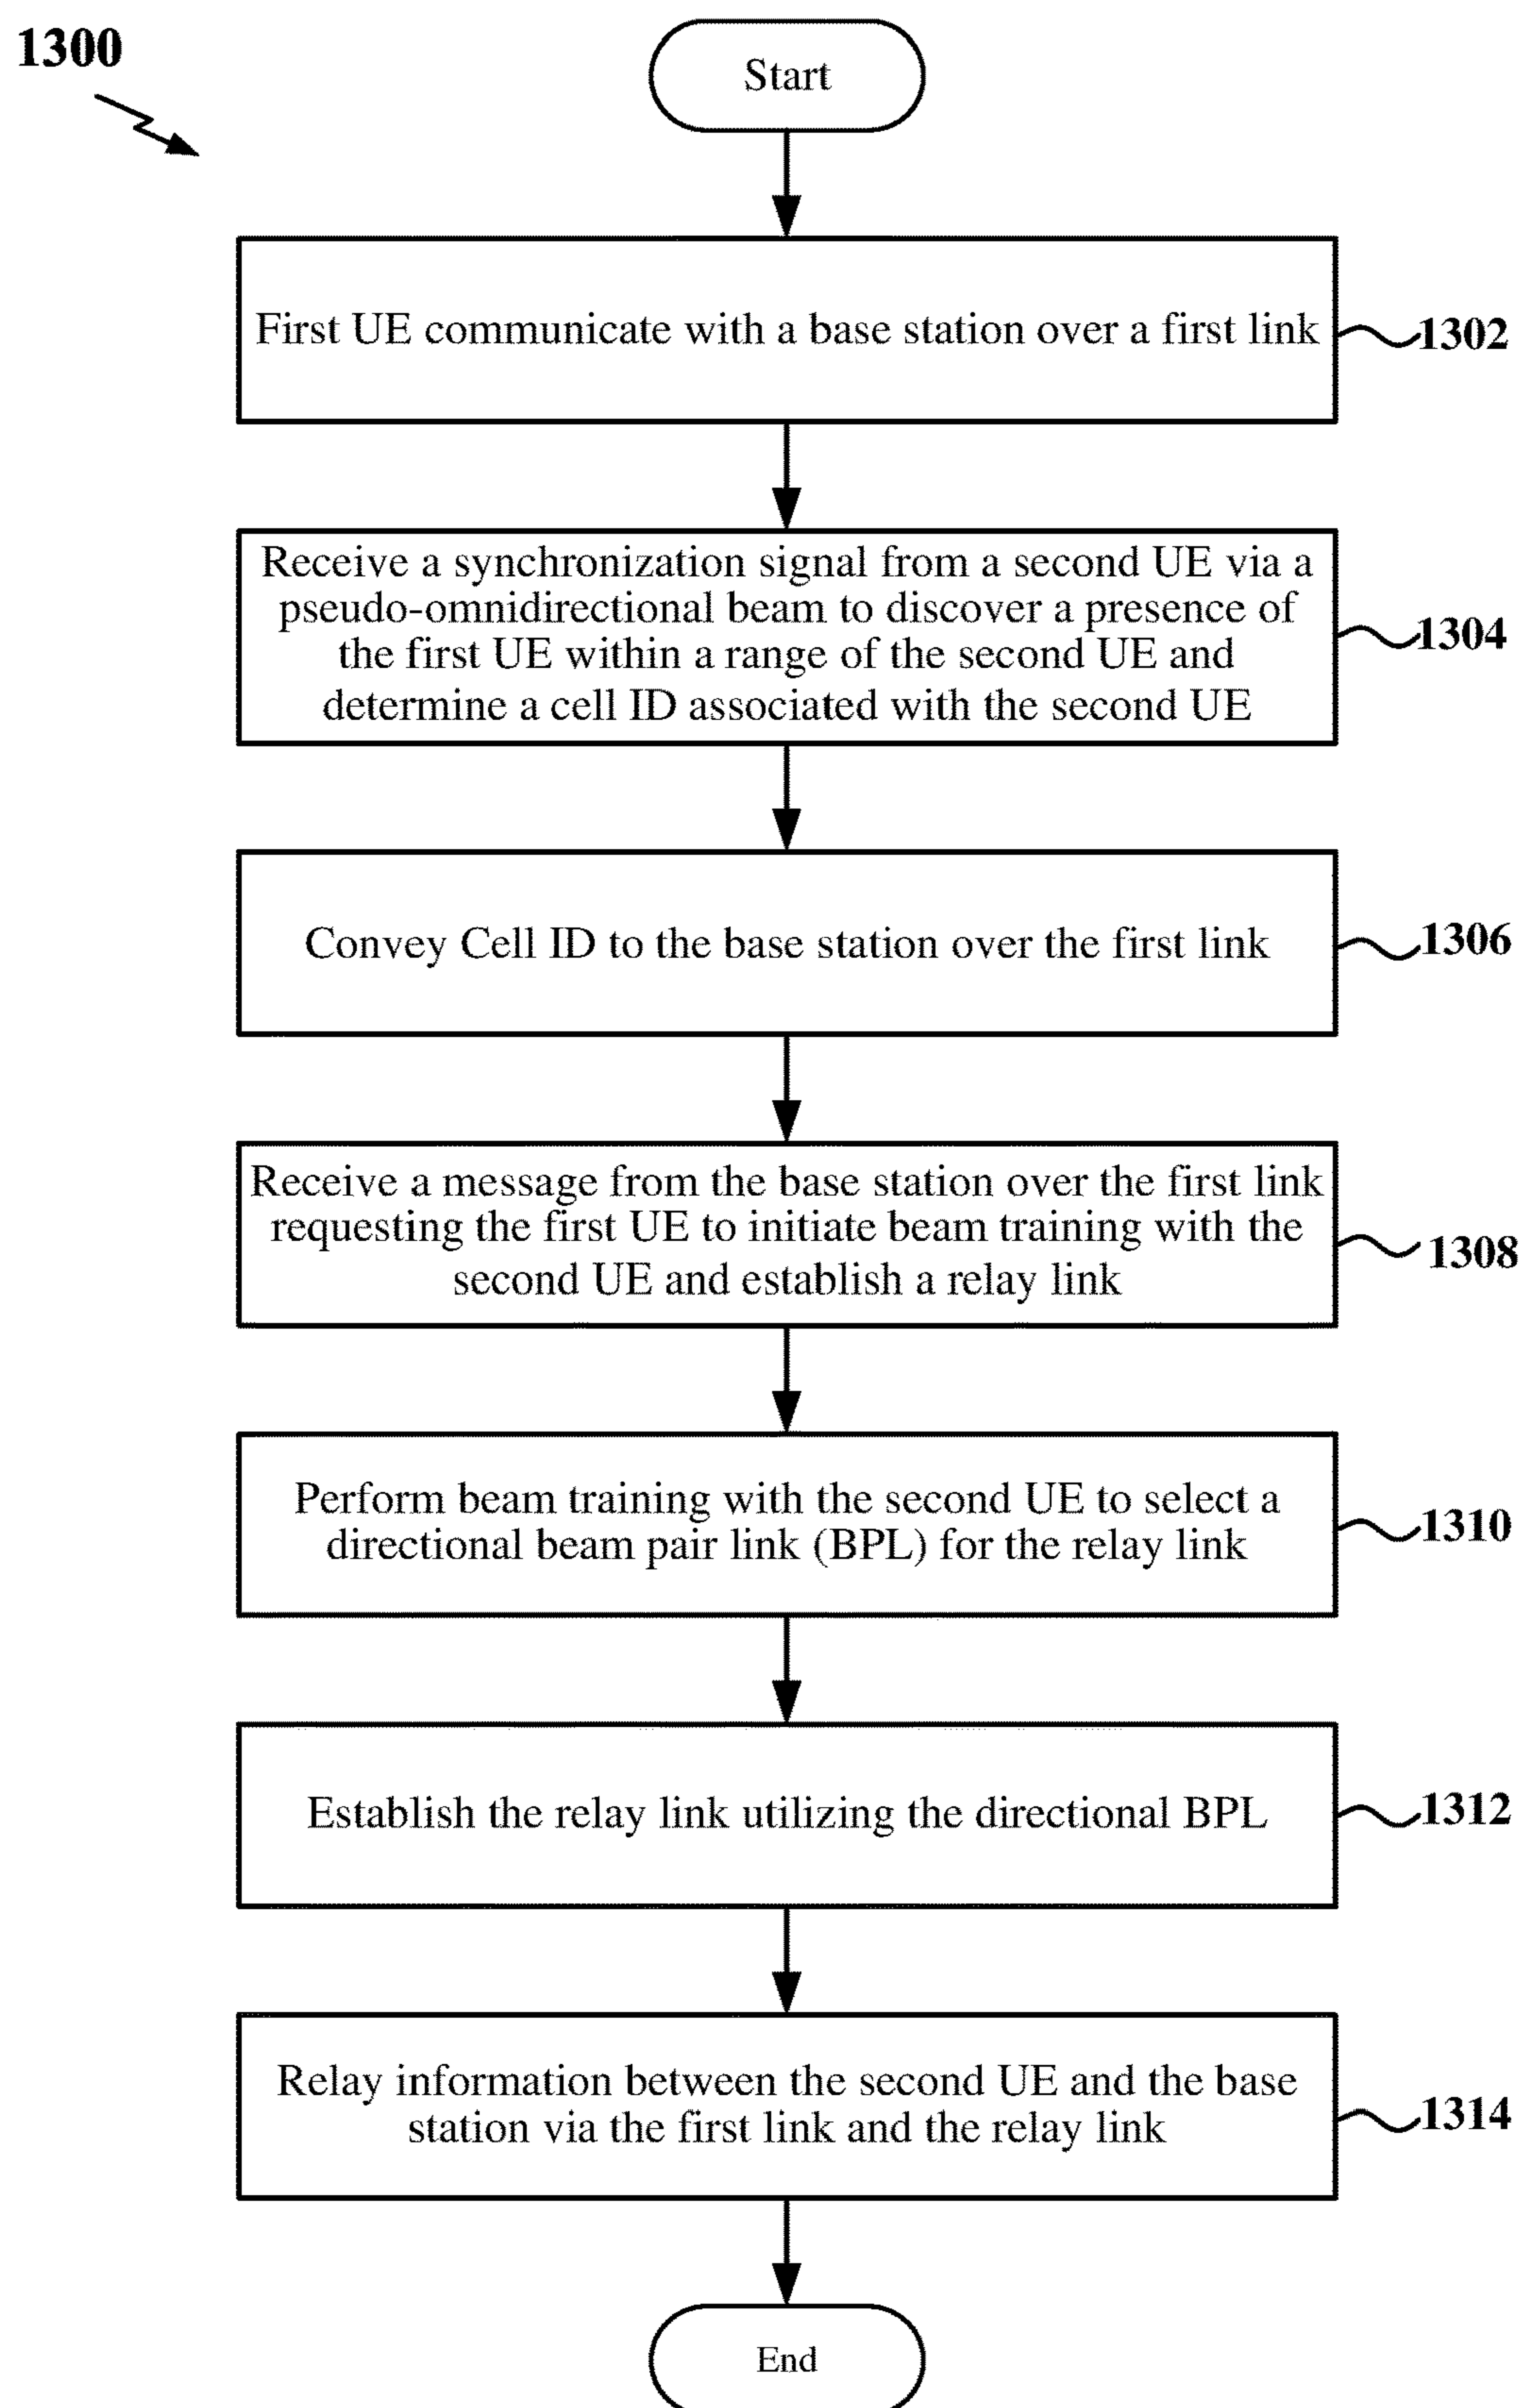 1300
Start
First UE communicate with a base station over a first link
1302
Receive a synchronization signal from a second UE via a
pseudo-omnidirectional beam to discover a presence of
the first UE within a range of the second UE and
determine a cell ID associated with the second UE
1304
Convey Cell ID to the base station over the first link
1306
Receive a message from the base station over the first link
requesting the first UE to initiate beam training with the
second UE and establish a relay link
1308
Perform beam training with the second UE to select a
directional beam pair link (BPL) for the relay link
1310
Establish the relay link utilizing the directional BPL
1312
Relay information between the second UE and the base
station via the first link and the relay link
1314
End